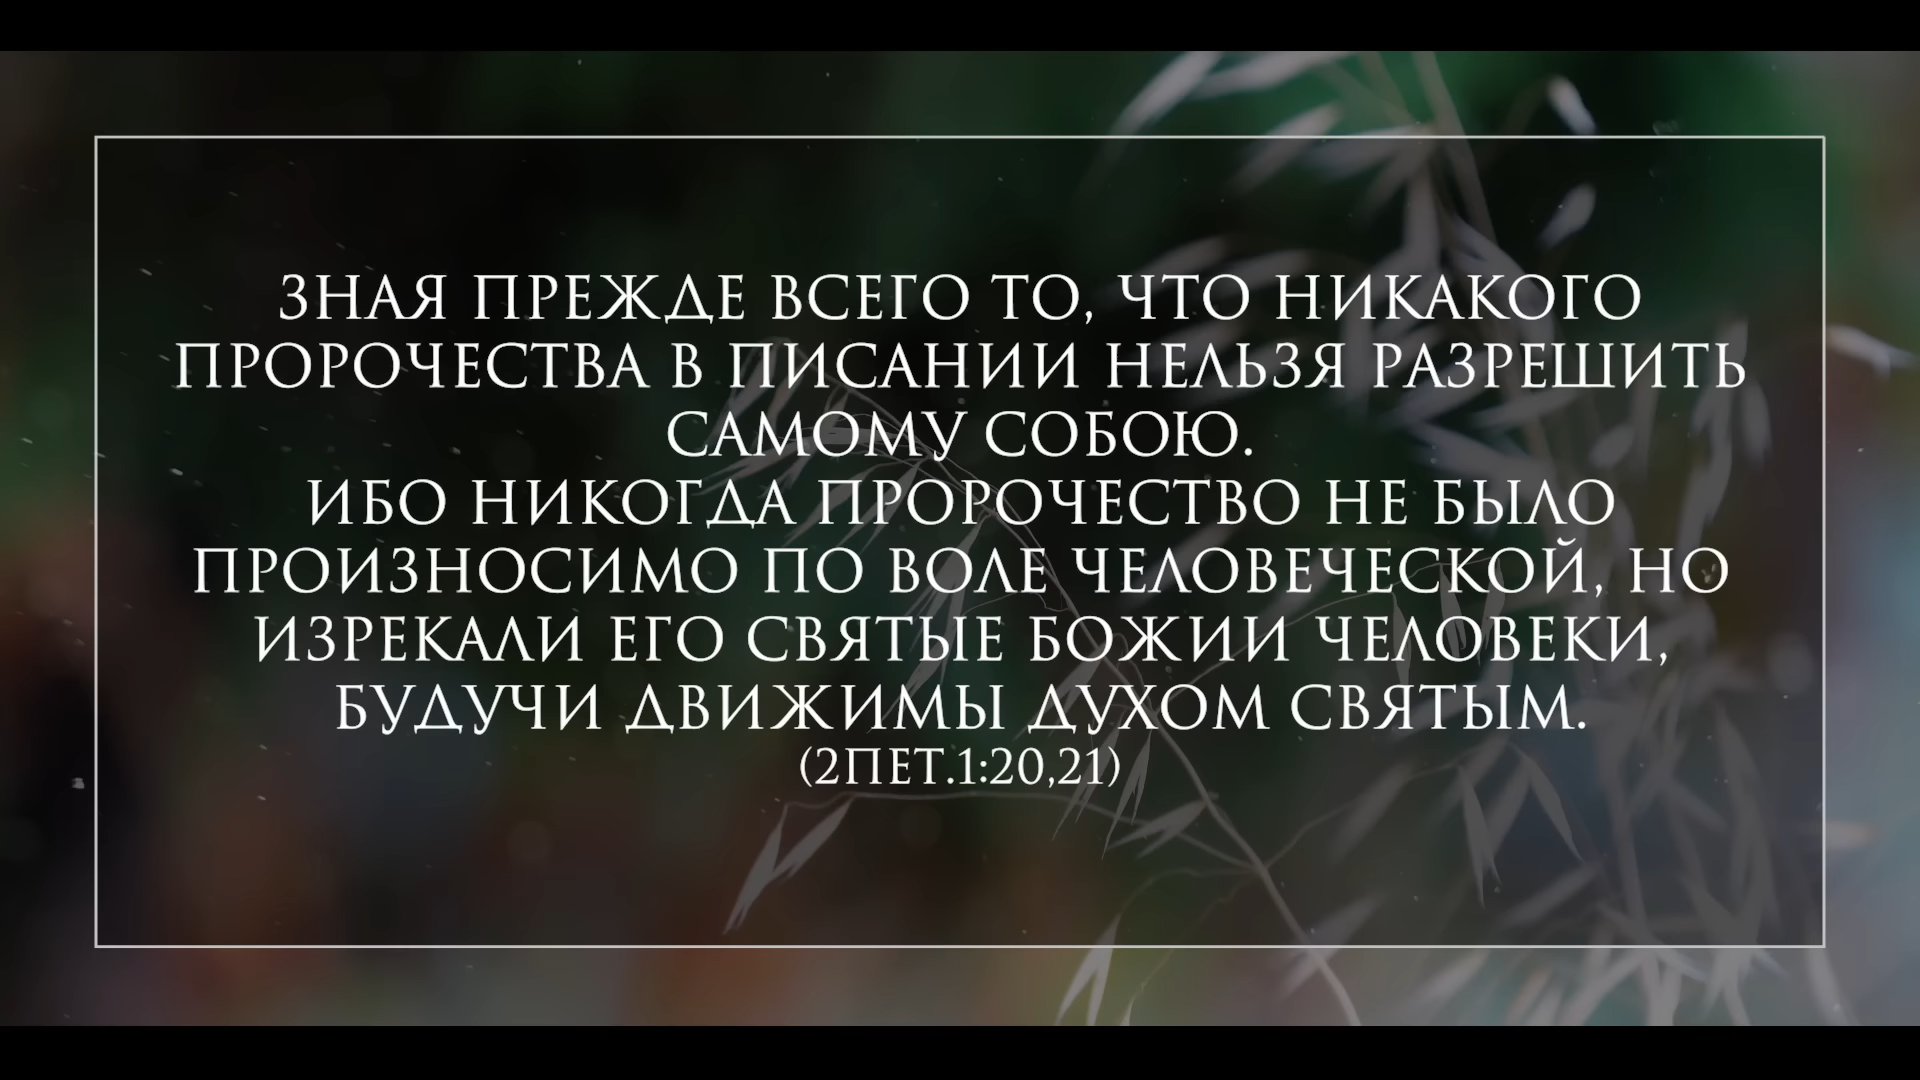 ЗНАЯ ПРЕЖДЕ ВСЕГО ТО, ЧТО НИКАКОГО
ПРОРОЧЕСТВА В ПИСАНИИ НЕЛЬЗЯ РАЗРЕШИТЬ
САМОМУ СОБОЮ.
ИБО НИКОГДА ПРОРОЧЕСТВО НЕ БЫЛО
ПРОИЗНОСИМО ПО ВОЛЕ ЧЕЛОВЕЧЕСКОЙ, НО
ИЗРЕКАЛИ ЕГО СВЯТЫЕ БОЖИИ ЧЕЛОВЕКИ,
БУДУЧИ ДВИЖИМЫ ДУХОМ СВЯТЫМ.
(2ПЕТ.1:20,21)